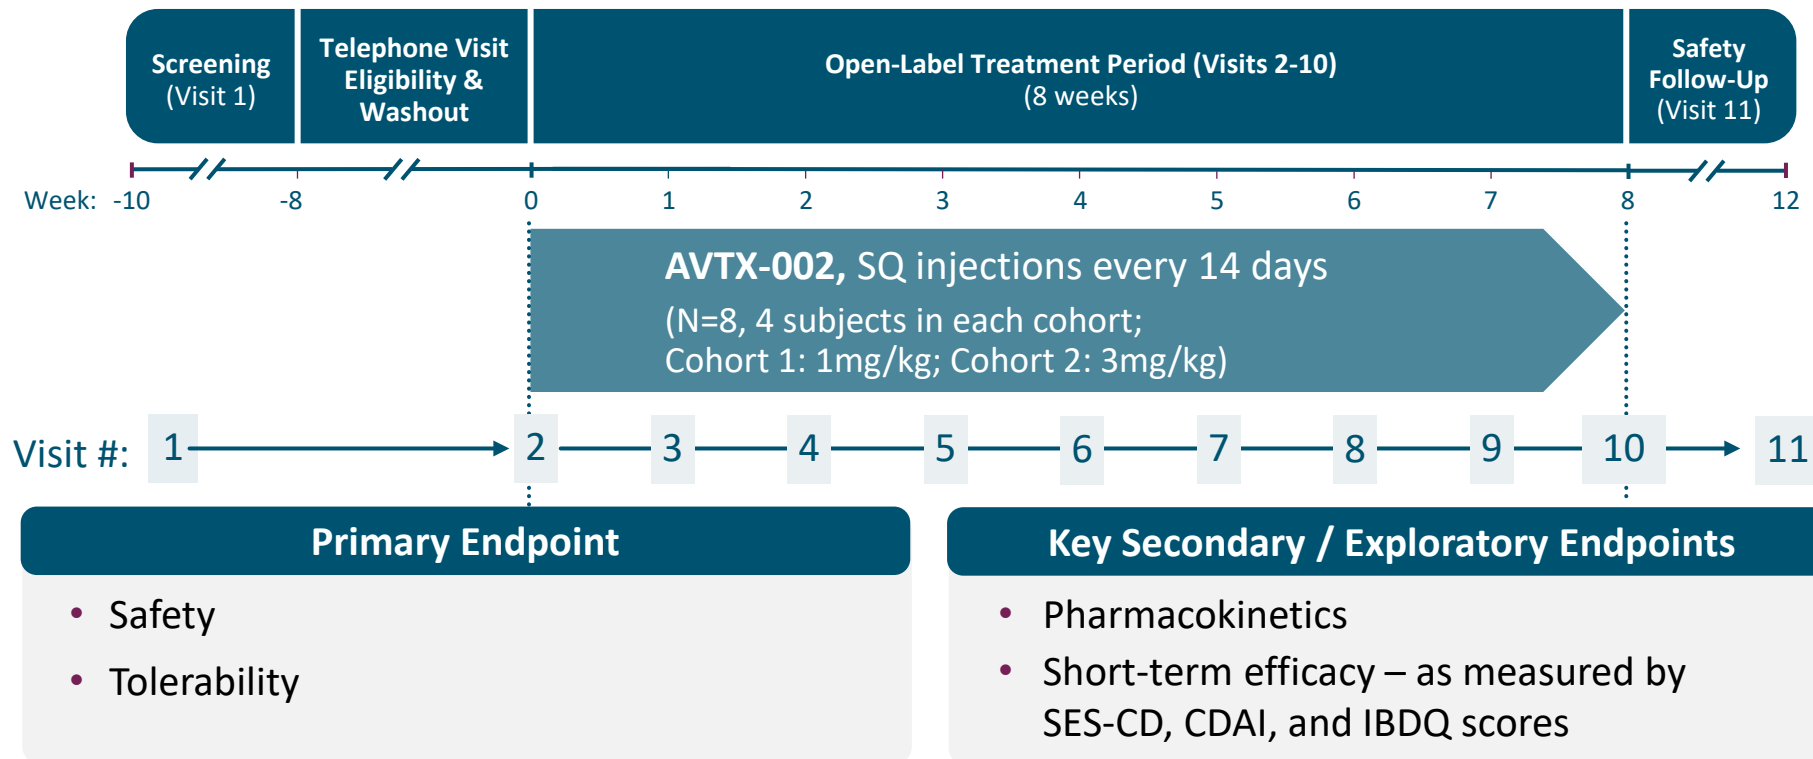 Screening
(Visit 1)
Telephone Visit
Eligibility &
Washout
Open-Label Treatment Period (Visits 2-10)
(8 weeks)
Safety
Follow-Up
(Visit 11)
Week: -10 -8 0 1 2 3 4 5 6 7 8 12
AVTX-002, SQ injections every 14 days
(N=8, 4 subjects in each cohort;
Cohort 1: 1mg/kg; Cohort 2: 3mg/kg)
Visit #: 1 2 3 4 5 6 7 8 9 10 11
Primary Endpoint
• Safety
• Tolerability
Key Secondary / Exploratory Endpoints
• Pharmacokinetics
• Short-term efficacy – as measured by
SES-CD, CDAI, and IBDQ scores